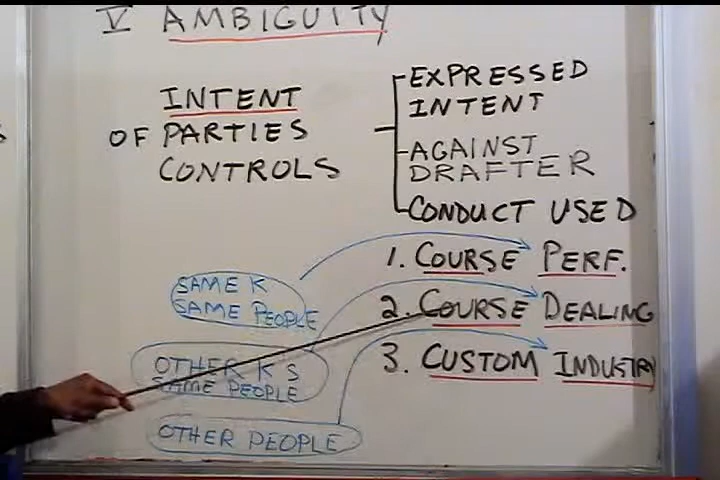 V AMBIGUITY
INTENT
OF PARTIES
CONTROLS
EXPRESSED
INTENT
AGAINST
DRAFTER
CONDUCT USED
1. COURSE PERF.
2. COURSE DEALING
3. CUSTOM INDUSTRY
SAME K
SAME PEOPLE
OTHER K'S
SAME PEOPLE
OTHER PEOPLE